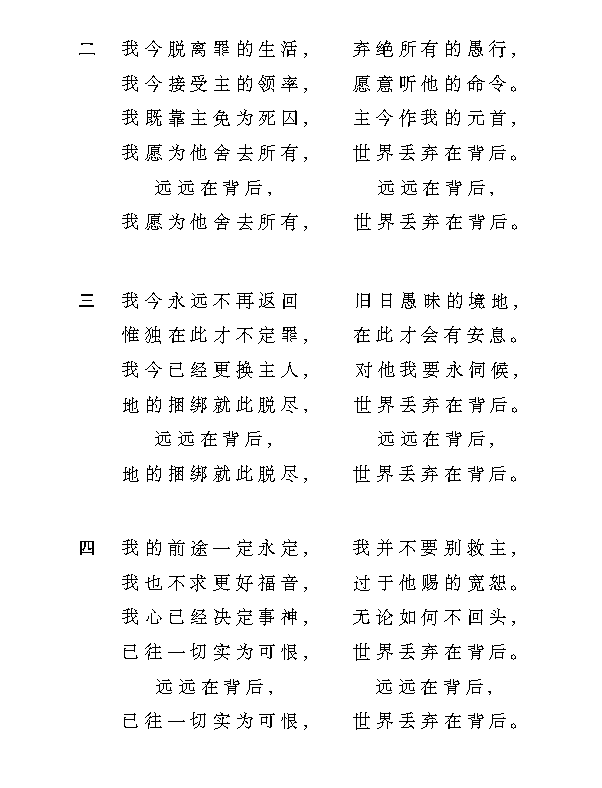 二 我今脱离罪的生活， 弃绝所有的愚行，
我今接受主的领率， 愿意听他的命令。
我既靠主免为死囚， 主今作我的元首，
我愿为他舍去所有， 世界丢弃在背后。
远远在背后， 远远在背后，
我愿为他舍去所有， 世界丢弃在背后。
三 我今永远不再返回 旧日愚昧的境地，
惟独在此才不定罪， 在此才会有安息。
我今已经更换主人， 对他我要永伺候，
地的捆绑就此脱尽， 世界丢弃在背后。
远远在背后， 远远在背后，
地的捆绑就此脱尽， 世界丢弃在背后。
四 我的前途一定永定， 我并不要别救主，
我也不求更好福音， 过于他赐的宽恕。
我心已经决定事神， 无论如何不回头，
已往一切实为可恨， 世界丢弃在背后。
远远在背后， 远远在背后，
已往一切实为可恨， 世界丢弃在背后。